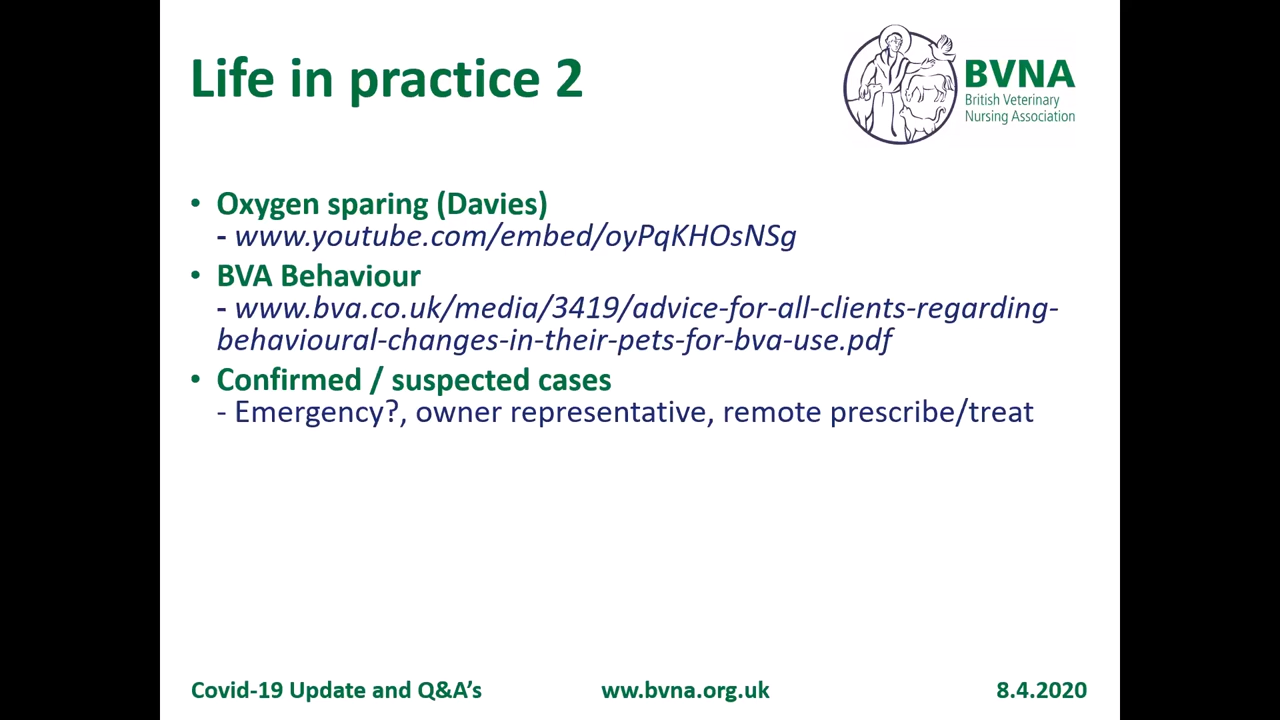 Life in practice 2
BVNA
British Veterinary
Nursing Association
• Oxygen sparing (Davies)
- www.youtube.com/embed/oyPqKHOsNSg
• BVA Behaviour
- www.bva.co.uk/media/3419/advice-for-all-clients-regarding-
behavioural-changes-in-their-pets-for-bva-use.pdf
• Confirmed / suspected cases
- Emergency?, owner representative, remote prescribe/treat
Covid-19 Update and Q&A’s
ww.bvna.org.uk
8.4.2020